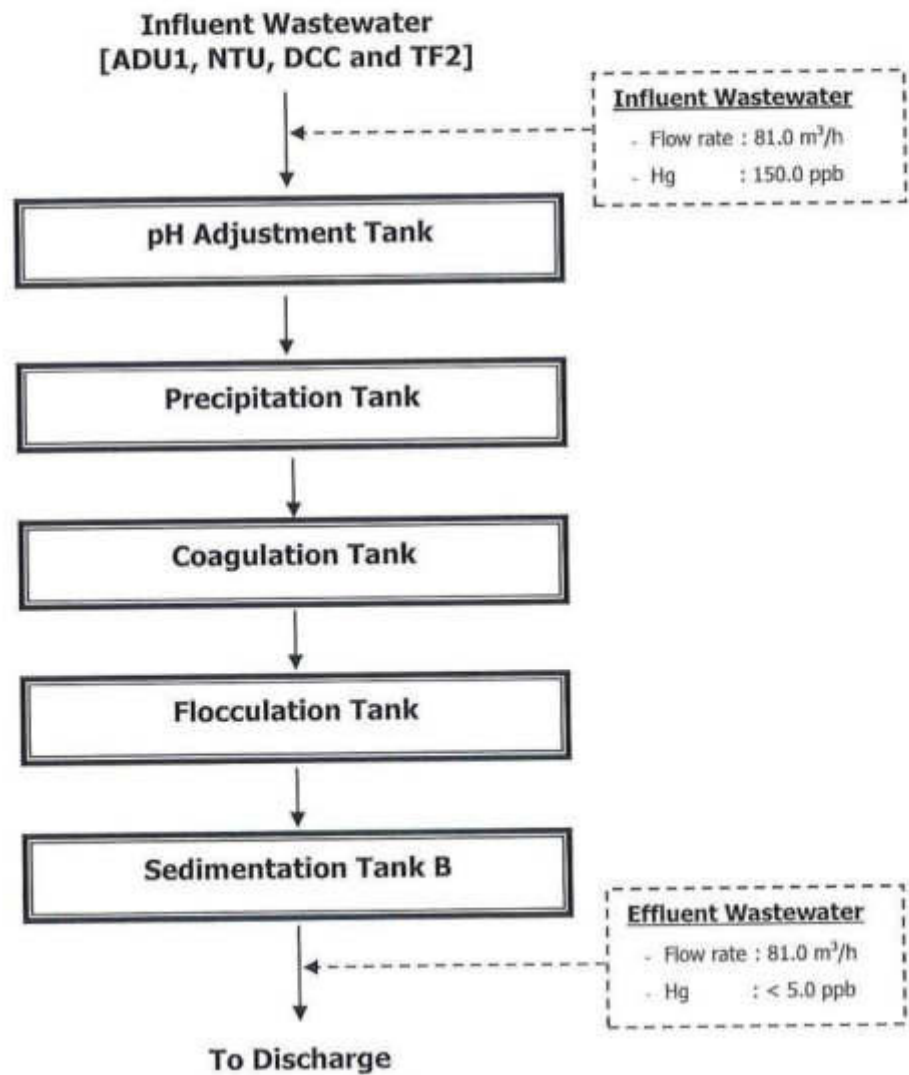 Influent Wastewater
[ADU1, NTU, DCC and TF2]
Influent Wastewater
- Flow rate : 81.0 m³/h
- Hg : 150.0 ppb
pH Adjustment Tank
Precipitation Tank
Coagulation Tank
Flocculation Tank
Sedimentation Tank B
Effluent Wastewater
- Flow rate : 81.0 m³/h
- Hg : < 5.0 ppb
To Discharge